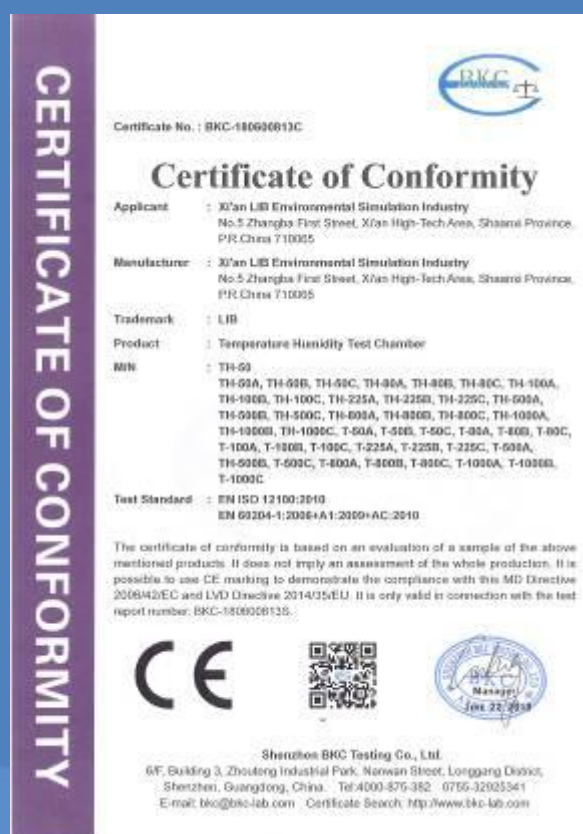 CERTIFICATE OF CONFORMITY
BKC
Certificate No. : BKC-180600813C
Certificate of Conformity
Applicant : Xi'an LIB Environmental Simulation Industry
No.5 Zhangba First Street, Xi'an High-Tech Area, Shaanxi Province,
P.R.China 710065
Manufacturer : Xi'an LIB Environmental Simulation Industry
No.5 Zhangba First Street, Xi'an High-Tech Area, Shaanxi Province,
P.R.China 710065
Trademark : LIB
Product : Temperature Humidity Test Chamber
M/N : TH-50
TH-50A, TH-50B, TH-50C, TH-80A, TH-80B, TH-80C, TH-100A,
TH-100B, TH-100C, TH-225A, TH-225B, TH-225C, TH-500A,
TH-500B, TH-500C, TH-800A, TH-800B, TH-800C, TH-1000A,
TH-1000B, TH-1000C, T-50A, T-50B, T-50C, T-80A, T-80B, T-80C,
T-100A, T-100B, T-100C, T-225A, T-225B, T-225C, T-500A,
TH-500B, T-500C, T-800A, T-800B, T-800C, T-1000A, T-1000B,
T-1000C
Test Standard : EN ISO 12100:2010
EN 60204-1:2006+A1:2009+AC:2010
The certificate of conformity is based on an evaluation of a sample of the above
mentioned products. It does not imply an assessment of the whole production. It is
possible to use CE marking to demonstrate the compliance with this MD Directive
2006/42/EC and LVD Directive 2014/35/EU. It is only valid in connection with the test
report number: BKC-180600813S.
CE
BKC
Manager
June 22, 2018
Shenzhen BKC Testing Co., Ltd.
6/F, Building 3, Zhouteng Industrial Park, Nanwan Street, Longgang District,
Shenzhen, Guangdong, China. Tel:4000-875-382 0755-32925341
E-mail: bkc@bkc-lab.com Certificate Search: http://www.bkc-lab.com